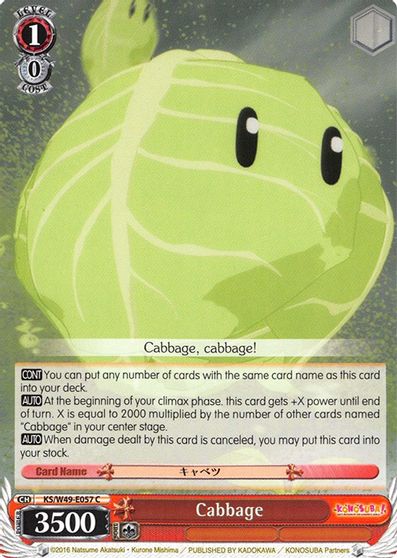 LEVEL
1
0
COST
Cabbage, cabbage!
CONT You can put any number of cards with the same card name as this card
into your deck.
AUTO At the beginning of your climax phase. this card gets +X power until end
of turn. X is equal to 2000 multiplied by the number of other cards named
"Cabbage" in your center stage.
AUTO When damage dealt by this card is canceled, you may put this card into
your stock.
Card Name キャベツ
CH KS/W49-E057 C
POWER 3500 SOUL Cabbage KONOSUBA
©2016 Natsume Akatsuki・Kurone Mishima / PUBLISHED BY KADOKAWA / KONOSUBA Partners